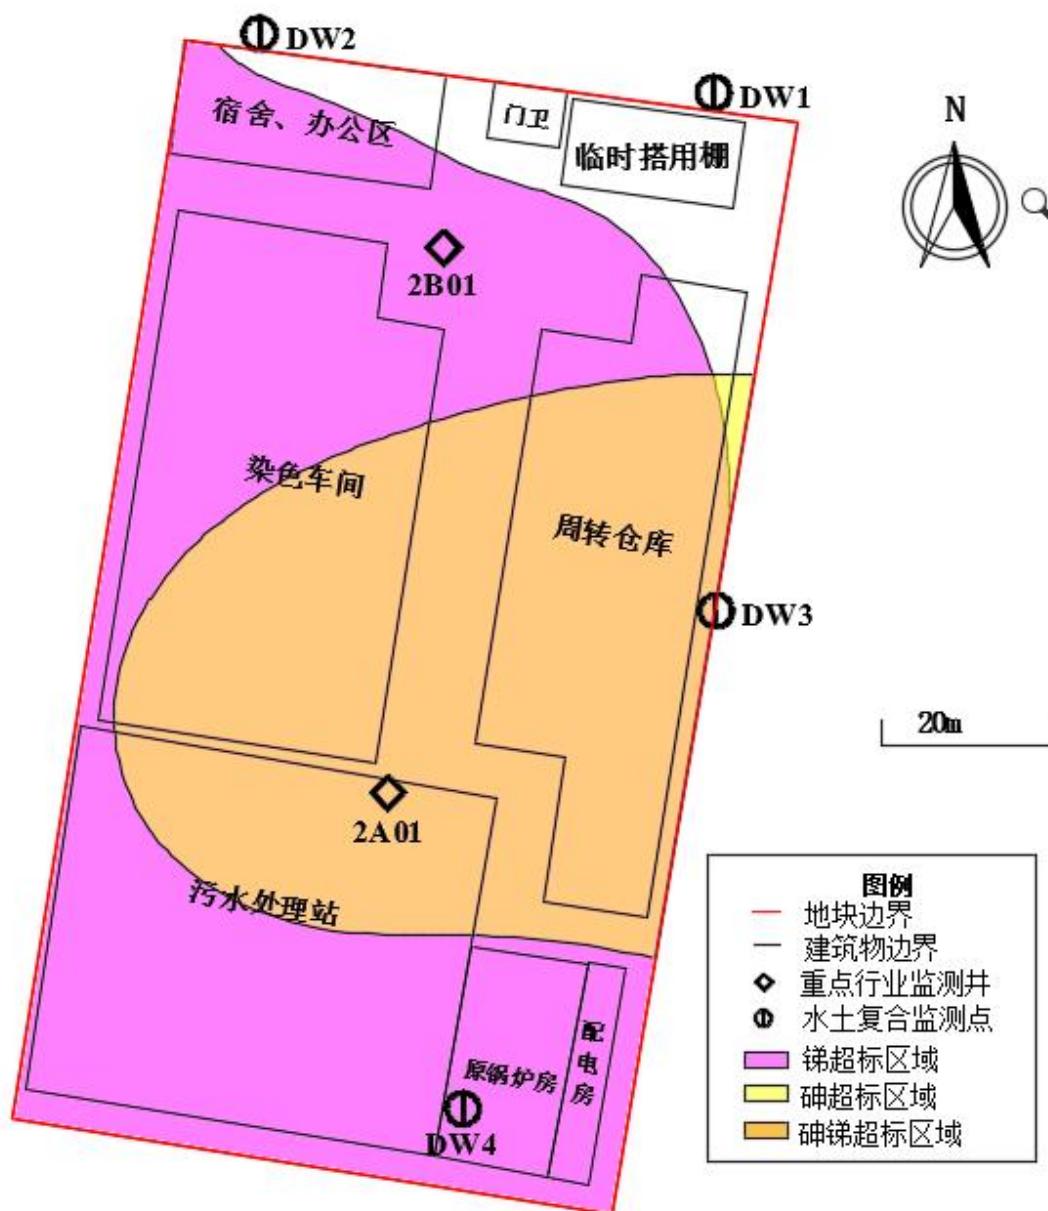 DW2
DW1
N
门卫
宿舍、办公区
临时搭用棚
2B01
染色车间
周转仓库
DW3
20m
2A01
污水处理站
图例
地块边界
建筑物边界
重点行业监测井
水土复合监测点
锑超标区域
砷超标区域
砷锑超标区域
配电房
原锅炉房
DW4